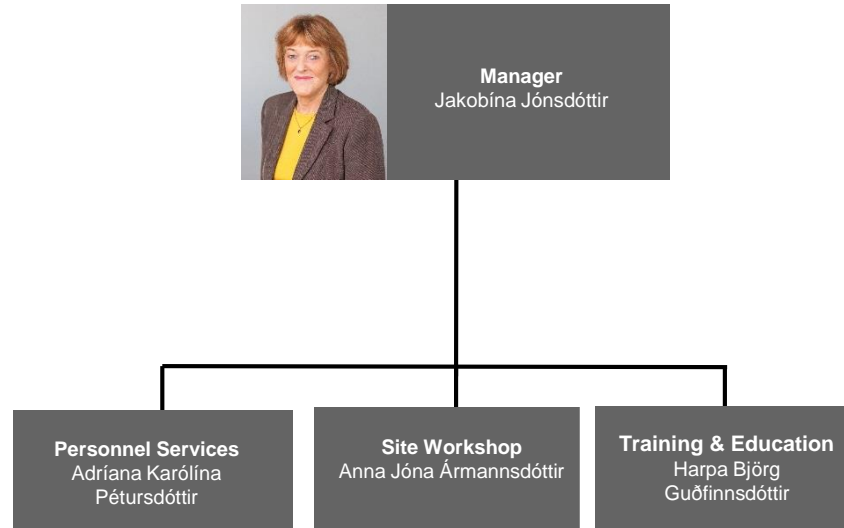 Manager
Jakobína Jónsdóttir
Personnel Services
Adríana Karólína
Pétursdóttir
Site Workshop
Anna Jóna Ármannsdóttir
Training & Education
Harpa Björg
Guðfinnsdóttir